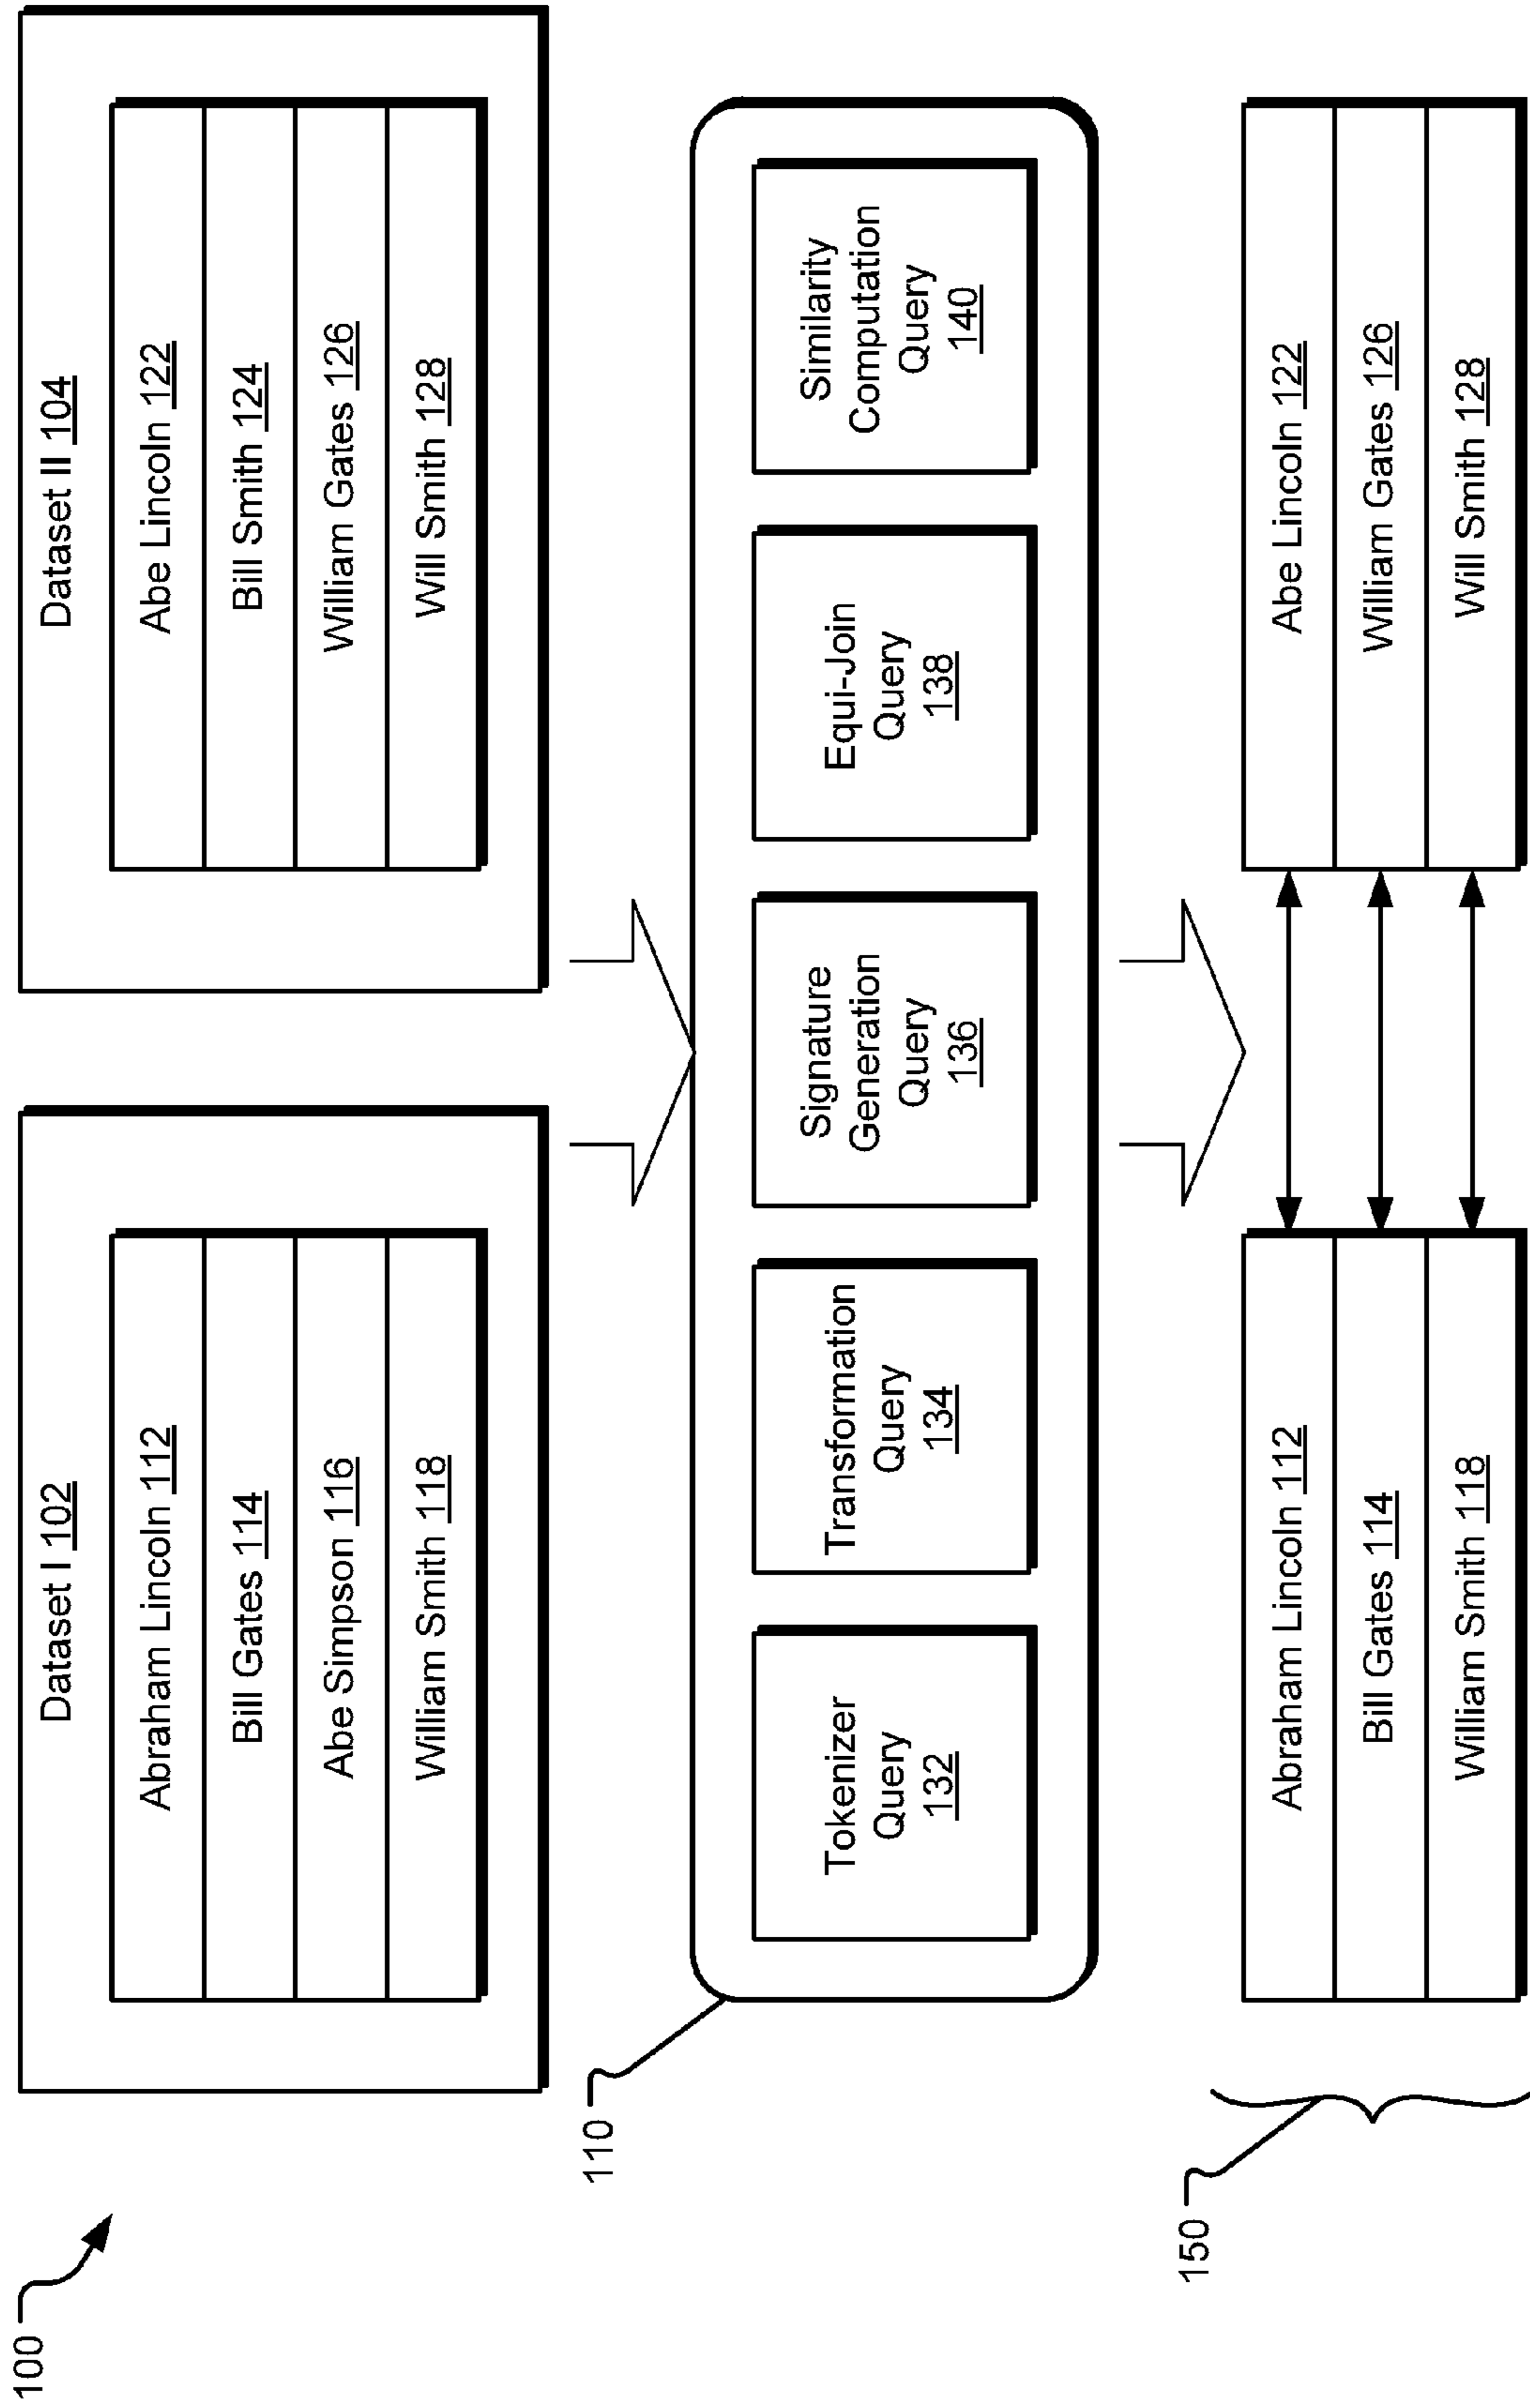 100
Dataset I 102
Abraham Lincoln 112
Bill Gates 114
Abe Simpson 116
William Smith 118
Dataset II 104
Abe Lincoln 122
Bill Smith 124
William Gates 126
Will Smith 128
110
Tokenizer
Query
132
Transformation
Query
134
Signature
Generation
Query
136
Equi-Join
Query
138
Similarity
Computation
Query
140
150
Abraham Lincoln 112
Bill Gates 114
William Smith 118
Abe Lincoln 122
William Gates 126
Will Smith 128